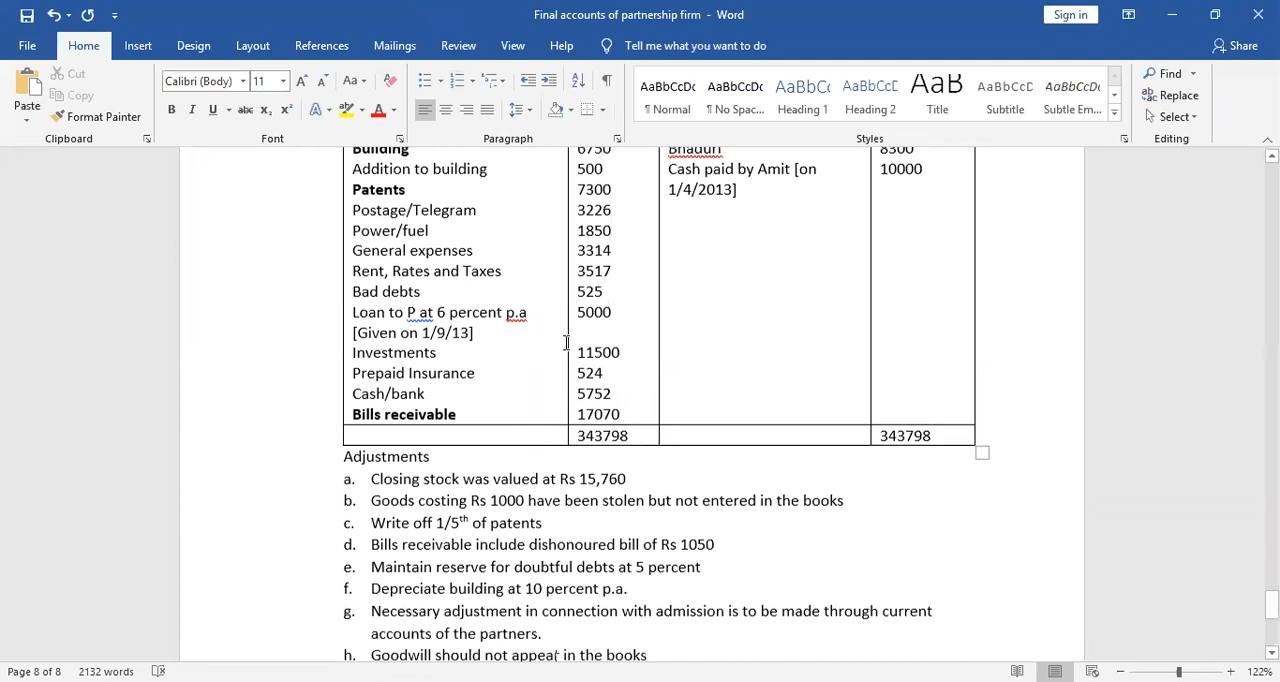 Final accounts of partnership firm - Word
Sign in
File Home Insert Design Layout References Mailings Review View Help Tell me what you want to do Share
Paste
Cut
Copy
Format Painter
Clipboard
Calibri (Body) 11
Font
Paragraph
AaBbCcDc AaBbCcDc AaBbCc AaBbCcC AaB AaBbCcD AaBbCcDc
¶ Normal ¶ No Spac... Heading 1 Heading 2 Title Subtitle Subtle Em...
Styles
Find
Replace
Select
Editing
Building 6750 Bhaduri 8300
Addition to building 500 Cash paid by Amit [on 10000
Patents 7300 1/4/2013]
Postage/Telegram 3226
Power/fuel 1850
General expenses 3314
Rent, Rates and Taxes 3517
Bad debts 525
Loan to P at 6 percent p.a 5000
[Given on 1/9/13]
Investments 11500
Prepaid Insurance 524
Cash/bank 5752
Bills receivable 17070
343798 343798
Adjustments
a. Closing stock was valued at Rs 15,760
b. Goods costing Rs 1000 have been stolen but not entered in the books
c. Write off 1/5th of patents
d. Bills receivable include dishonoured bill of Rs 1050
e. Maintain reserve for doubtful debts at 5 percent
f. Depreciate building at 10 percent p.a.
g. Necessary adjustment in connection with admission is to be made through current
accounts of the partners.
h. Goodwill should not appear in the books
Page 8 of 8 2132 words 122%